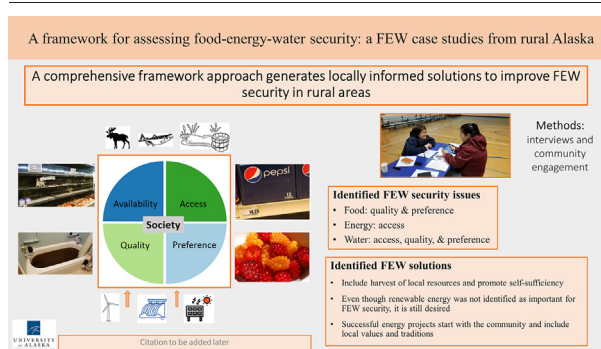 A framework for assessing food-energy-water security: a FEW case studies from rural Alaska
A comprehensive framework approach generates locally informed solutions to improve FEW
security in rural areas
Methods:
interviews and
community
engagement
Availability
Access
Society
Quality
Preference
pepsi
Identified FEW security issues
• Food: quality & preference
• Energy: access
• Water: access, quality, & preference
Identified FEW solutions
• Include harvest of local resources and promote self-sufficiency
• Even though renewable energy was not identified as important for
FEW security, it is still desired
• Successful energy projects start with the community and include
local values and traditions
UNIVERSITY
of ALASKA
Citation to be added later